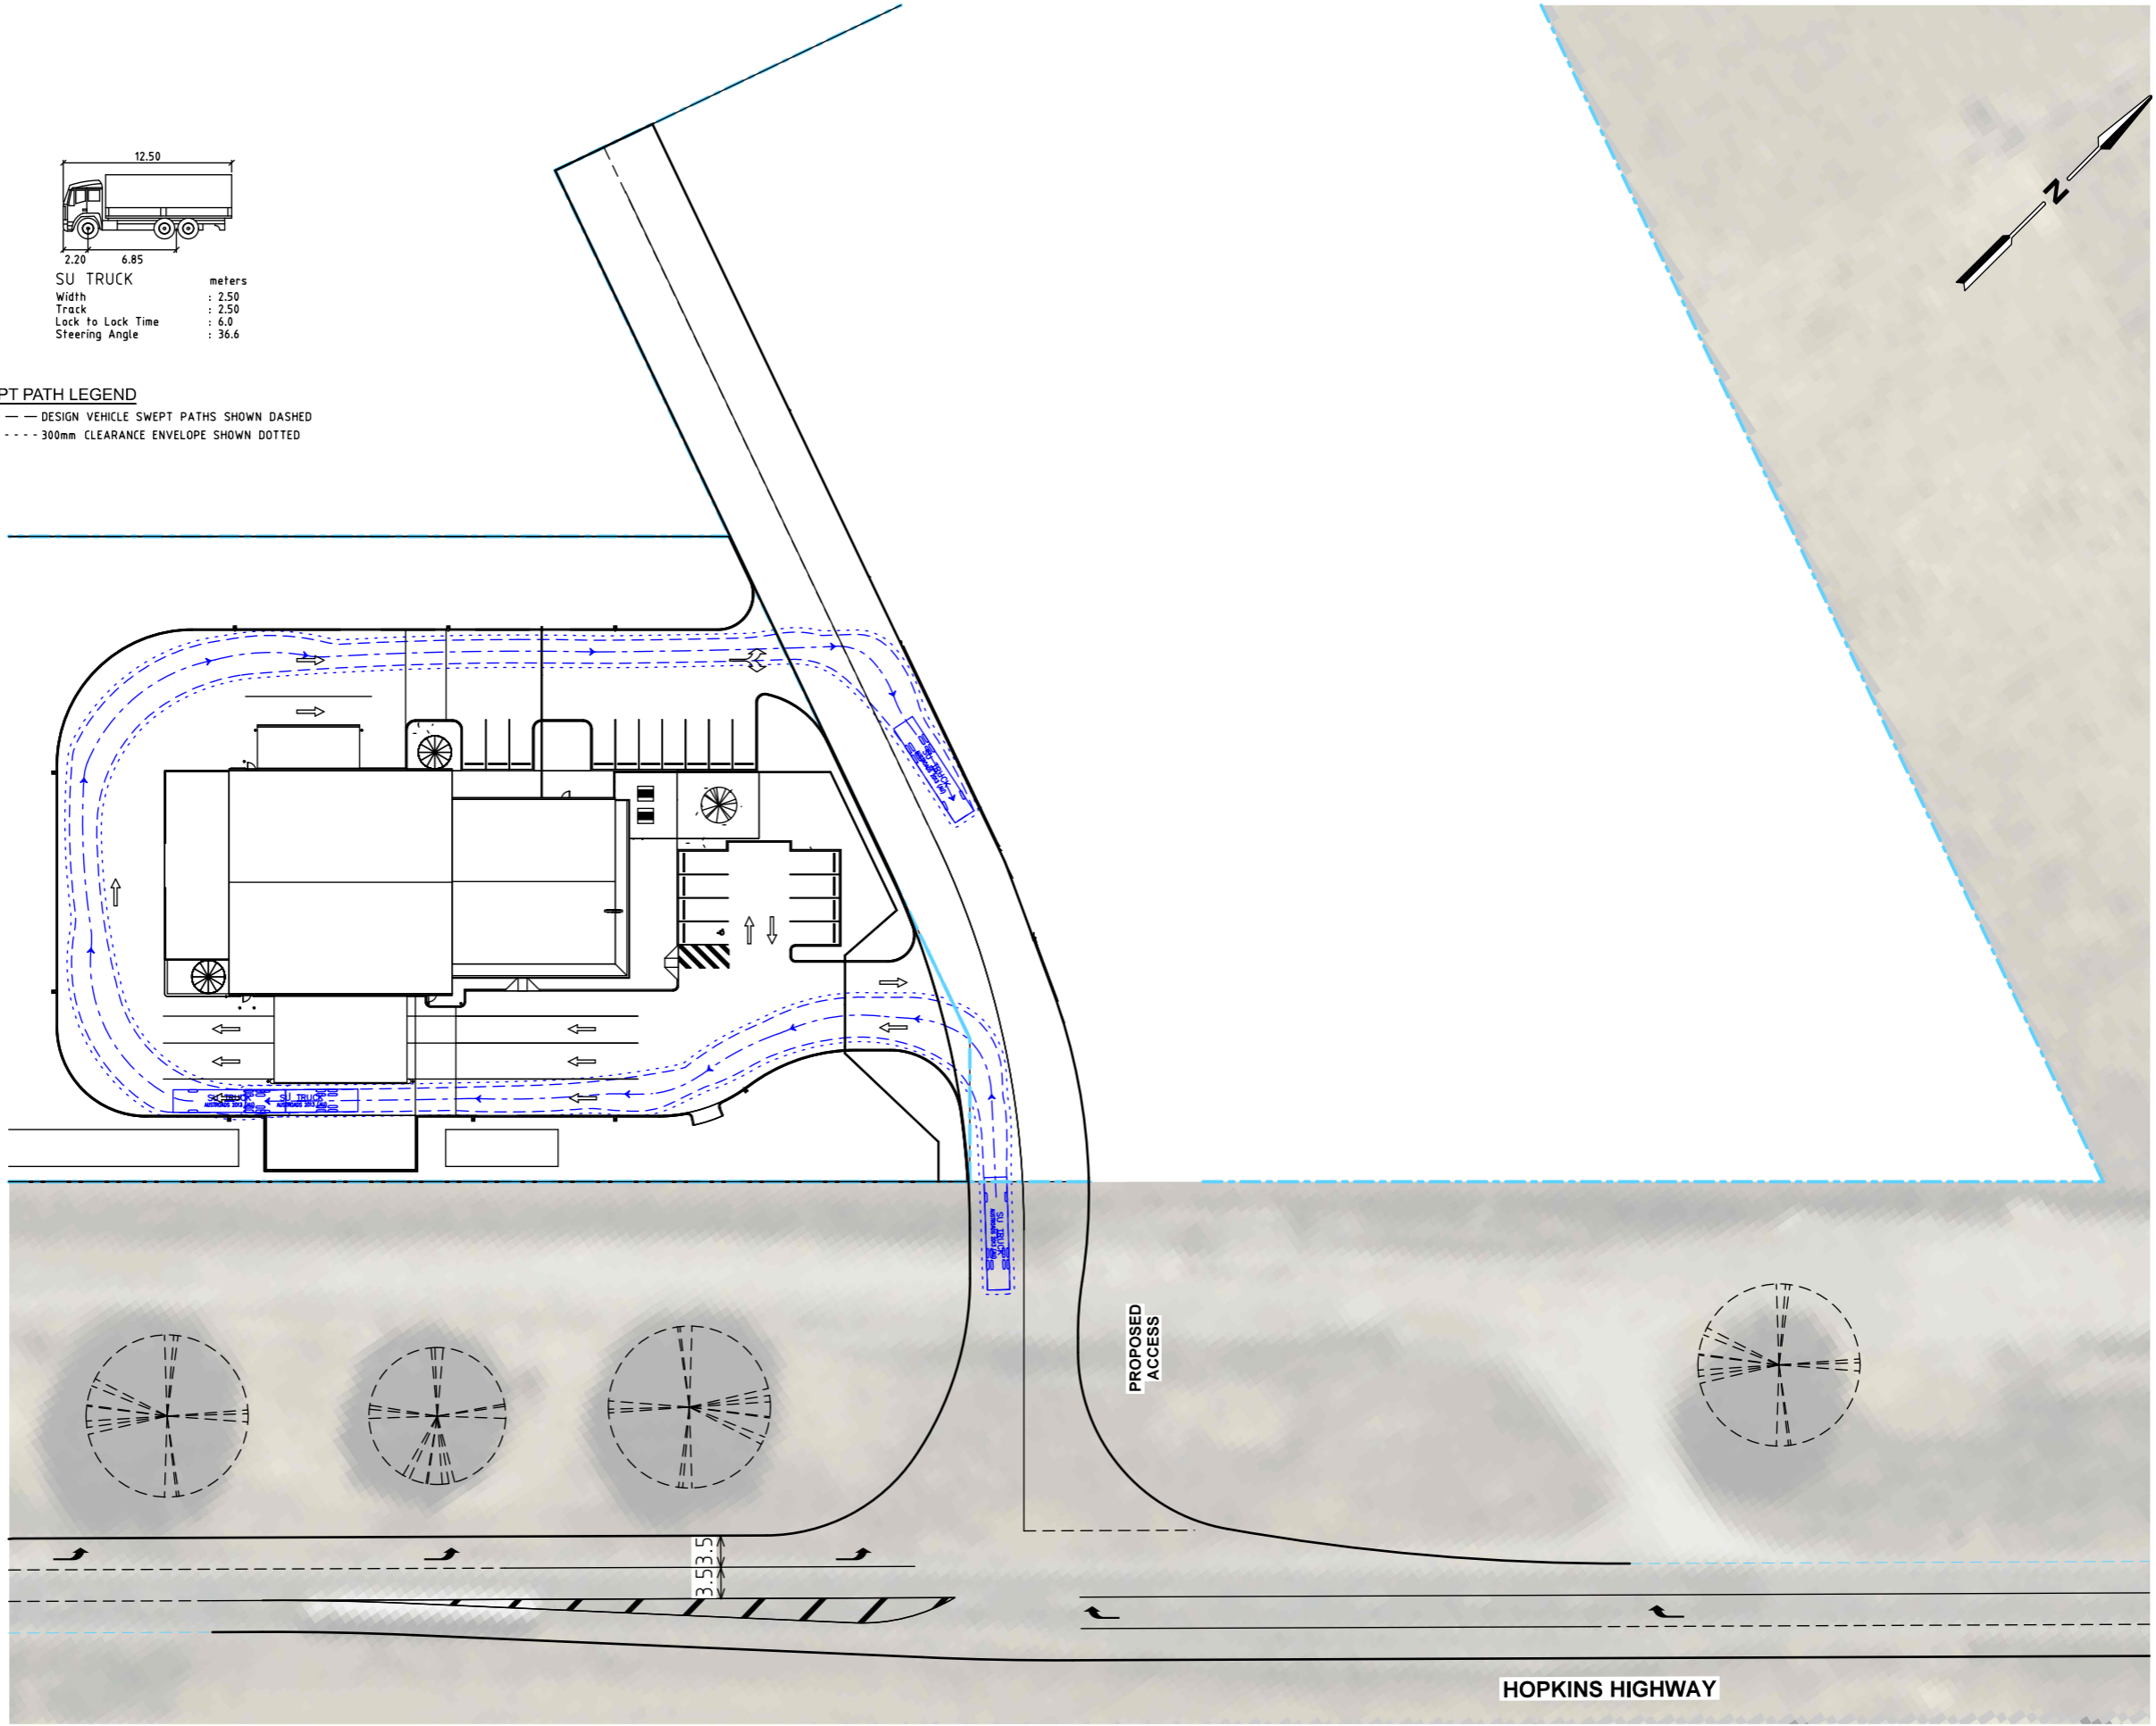 12.50
2.20 6.85
SU TRUCK meters
Width : 2.50
Track : 2.50
Lock to Lock Time : 6.0
Steering Angle : 36.6
PT PATH LEGEND
DESIGN VEHICLE SWEPT PATHS SHOWN DASHED
300mm CLEARANCE ENVELOPE SHOWN DOTTED
N
SU TRUCK
SU TRUCK
SU TRUCK
SU TRUCK
PROPOSED
ACCESS
3.5
3.5
HOPKINS HIGHWAY